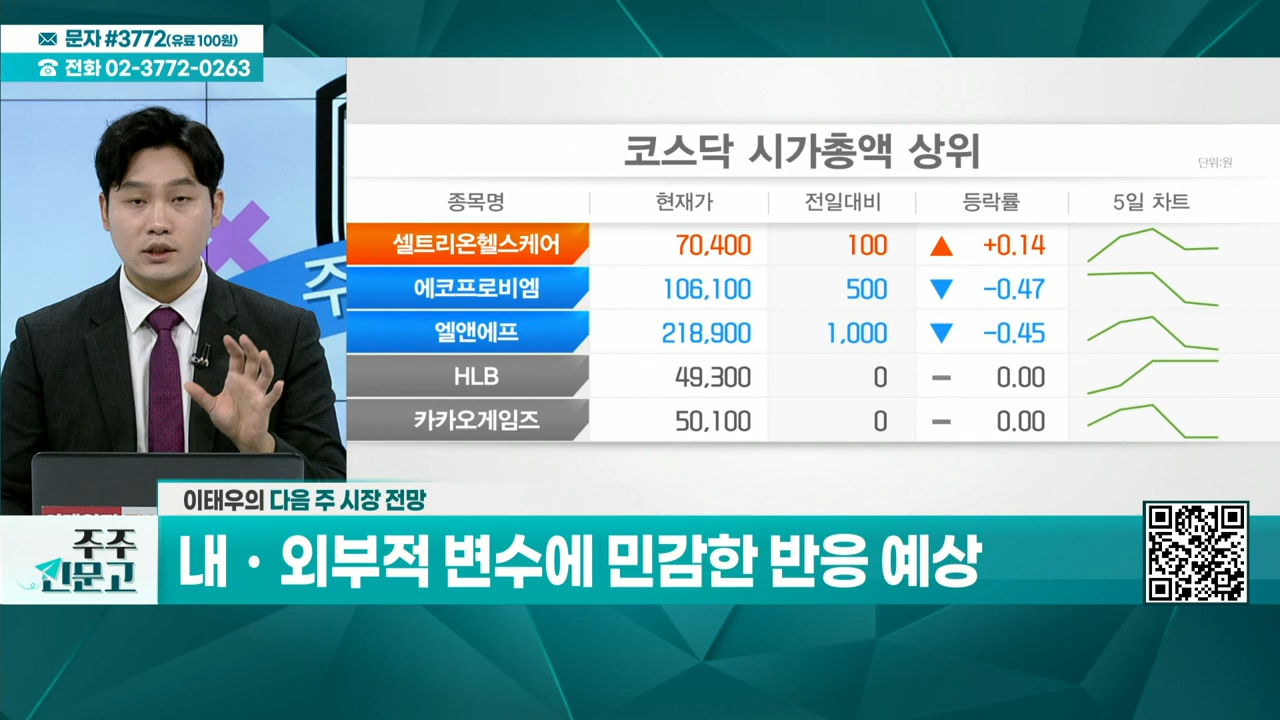 문자 #3772(유료 100원)
전화 02-3772-0263
주
코스닥 시가총액 상위
단위:원
종목명 현재가 전일대비 등락률 5일 차트
셀트리온헬스케어 70,400 100 ▲ +0.14
에코프로비엠 106,100 500 ▼ -0.47
엘앤에프 218,900 1,000 ▼ -0.45
HLB 49,300 0 - 0.00
카카오게임즈 50,100 0 - 0.00
이태우의 다음 주 시장 전망
주주
신문고
내·외부적 변수에 민감한 반응 예상